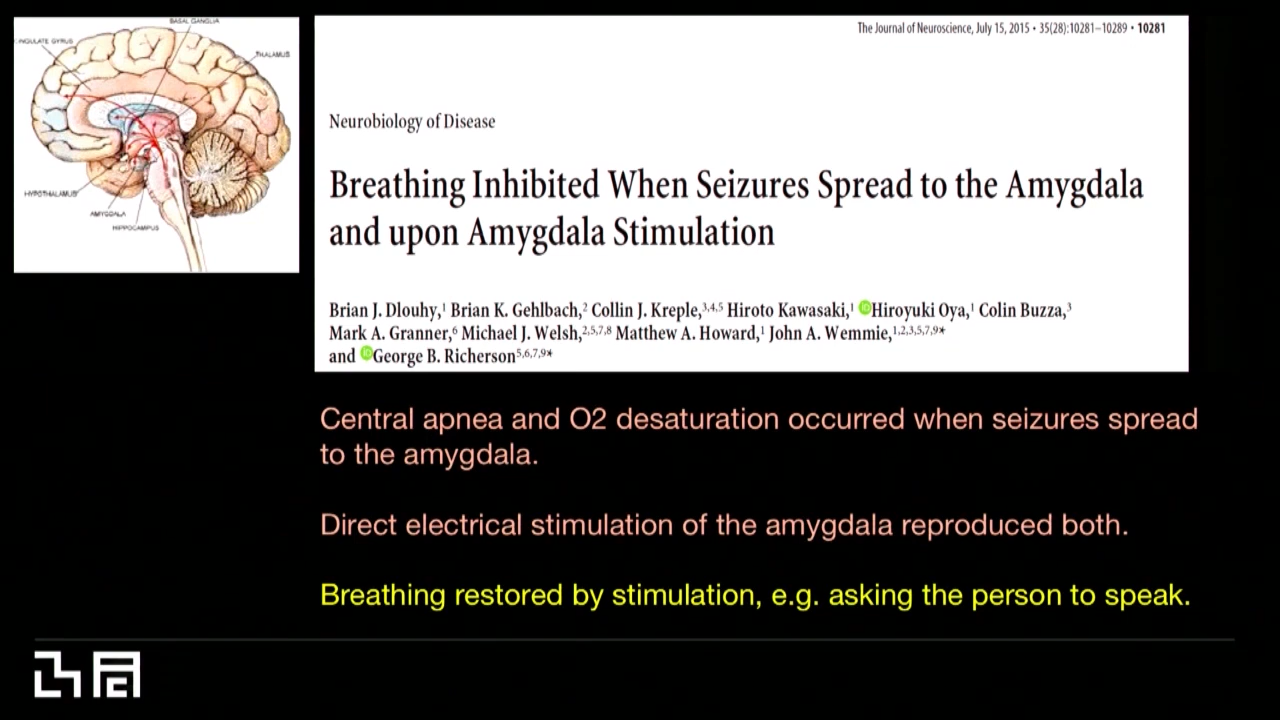 BASAL GANGLIA
CINGULATE GYRUS
THALAMUS
HYPOTHALAMUS
AMYGDALA
HIPPOCAMPUS
The Journal of Neuroscience, July 15, 2015 • 35(28):10281–10289 • 10281
Neurobiology of Disease
Breathing Inhibited When Seizures Spread to the Amygdala
and upon Amygdala Stimulation
Brian J. Dlouhy,¹ Brian K. Gehlbach,² Collin J. Kreple,³,⁴,⁵ Hiroto Kawasaki,¹ iD Hiroyuki Oya,¹ Colin Buzza,³
Mark A. Granner,⁶ Michael J. Welsh,²,⁵,⁷,⁸ Matthew A. Howard,¹ John A. Wemmie,¹,²,³,⁵,⁷,⁹*
and iD George B. Richerson⁵,⁶,⁷,⁹*
Central apnea and O2 desaturation occurred when seizures spread
to the amygdala.
Direct electrical stimulation of the amygdala reproduced both.
Breathing restored by stimulation, e.g. asking the person to speak.